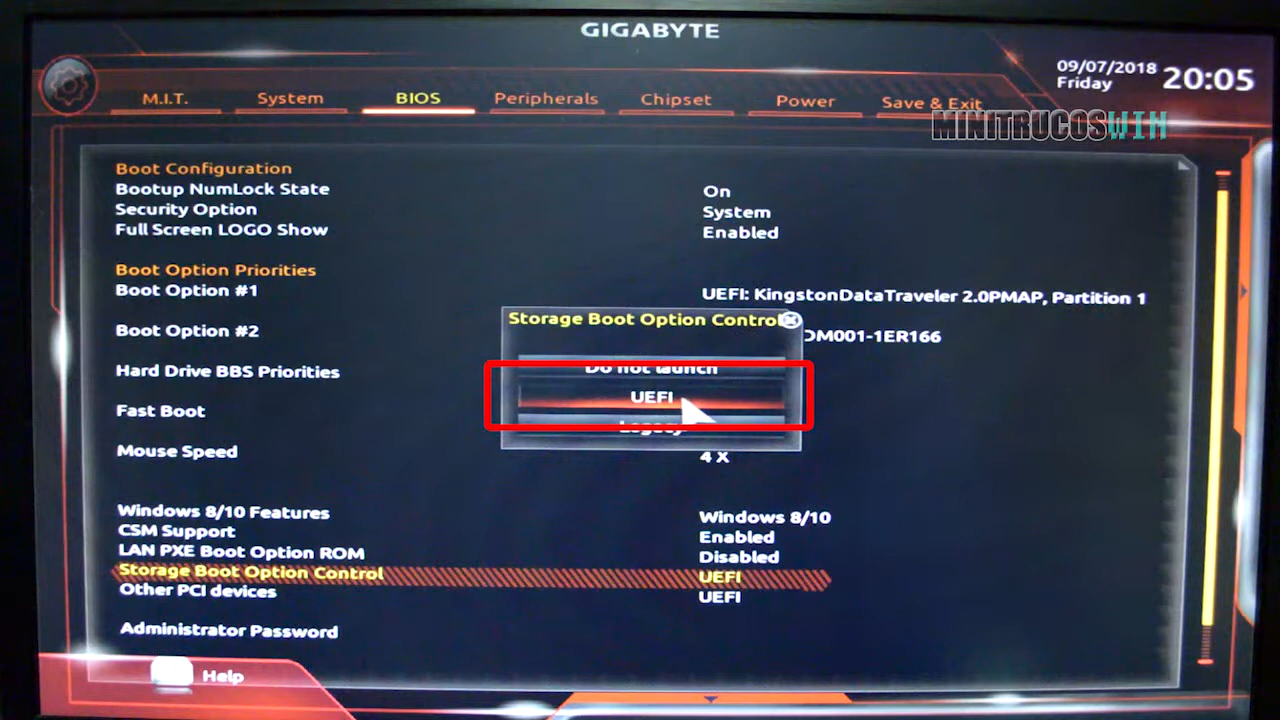 GIGABYTE
09/07/2018
Friday
20:05
M.I.T. System BIOS Peripherals Chipset Power Save & Exit
MINITRUCOSWIN
Boot Configuration
Bootup NumLock State On
Security Option System
Full Screen LOGO Show Enabled
Boot Option Priorities
Boot Option #1 UEFI: KingstonDataTraveler 2.0PMAP, Partition 1
Storage Boot Option Control
Boot Option #2 DM001-1ER166
Hard Drive BBS Priorities Do not launch
UEFI
Fast Boot
Legacy
Mouse Speed 4 X
Windows 8/10 Features Windows 8/10
CSM Support Enabled
LAN PXE Boot Option ROM Disabled
Storage Boot Option Control UEFI
Other PCI devices UEFI
Administrator Password
Help